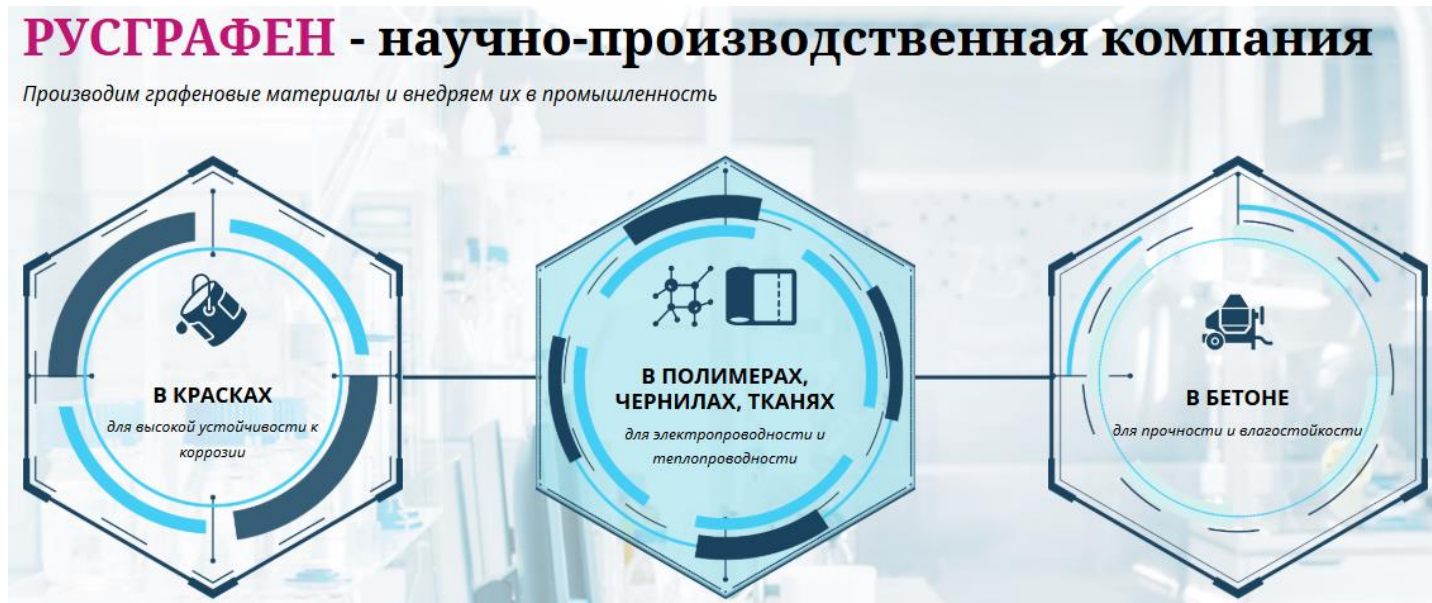 РУСГРАФЕН - научно-производственная компания
Производим графеновые материалы и внедряем их в промышленность
В КРАСКАХ
для высокой устойчивости к
коррозии
В ПОЛИМЕРАХ,
ЧЕРНИЛАХ, ТКАНЯХ
для электропроводности и
теплопроводности
В БЕТОНЕ
для прочности и влагостойкости